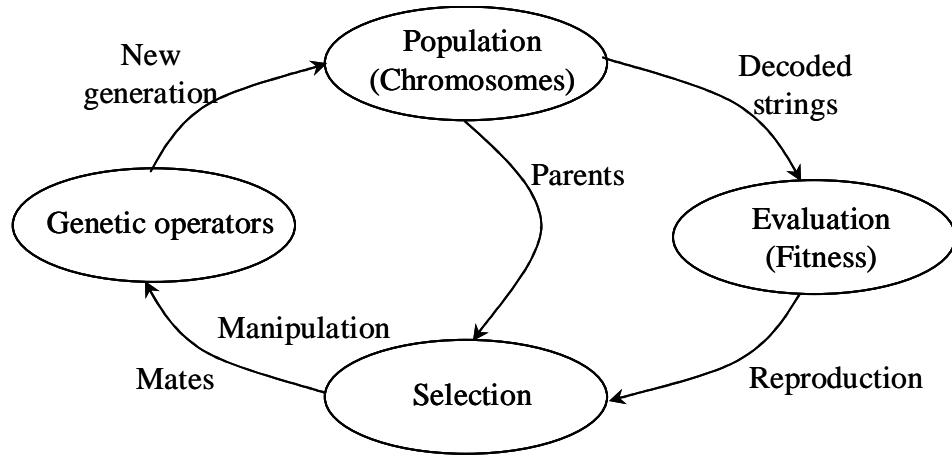 Population
(Chromosomes)
New
generation
Decoded
strings
Parents
Genetic operators
Evaluation
(Fitness)
Manipulation
Mates
Selection
Reproduction